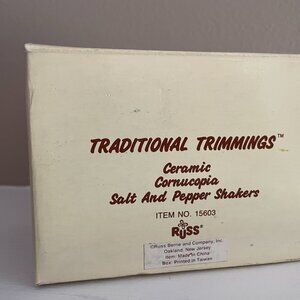 TRADITIONAL TRIMMINGS™
Ceramic
Cornucopia
Salt And Pepper Shakers
ITEM NO. 15603
RUSS®
©Russ Berrie and Company, Inc.
Oakland, New Jersey
Item: Made in China
Box: Printed in Taiwan